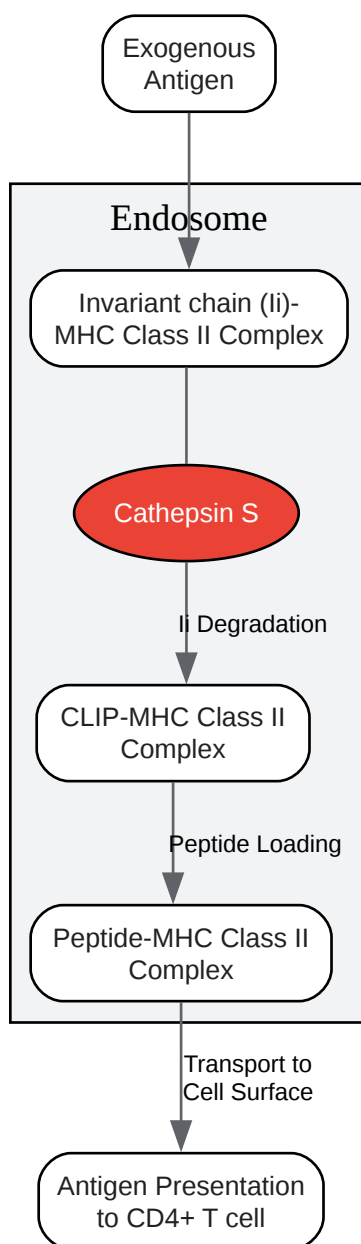 Exogenous
Antigen
Endosome
Invariant chain (Ii)-
MHC Class II Complex
Cathepsin S
Ii Degradation
CLIP-MHC Class II
Complex
Peptide Loading
Peptide-MHC Class II
Complex
Transport to
Cell Surface
Antigen Presentation
to CD4+ T cell